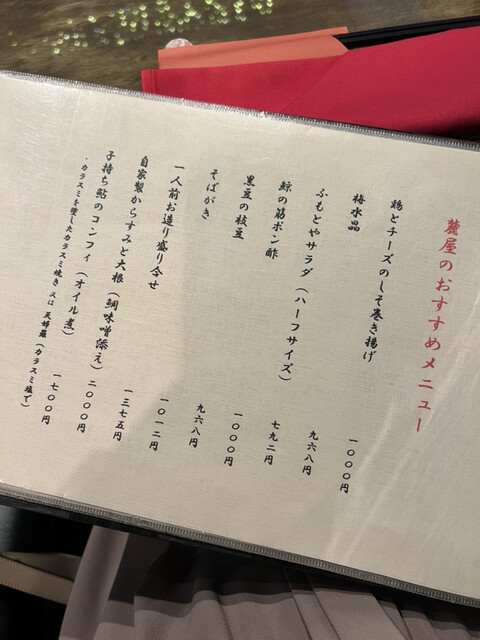 麓屋のおすすめメニュー
鶏とチーズのしそ巻き揚げ 一〇〇〇円
梅水晶 九六八円
ふもとやサラダ(ハーフサイズ) 七九二円
鯨の筋ポン酢 一〇〇〇円
黒豆の枝豆 九六八円
そばがき 一〇一二円
一人前お造り盛り合せ 一三七五円
自家製からすみと大根(鯛味噌添え) 二〇〇〇円
子持ち鮎のコンフィ(オイル煮) 一七〇〇円
・カラスミを塗したカラスミ焼き又は天婦羅(カラスミ塩で)